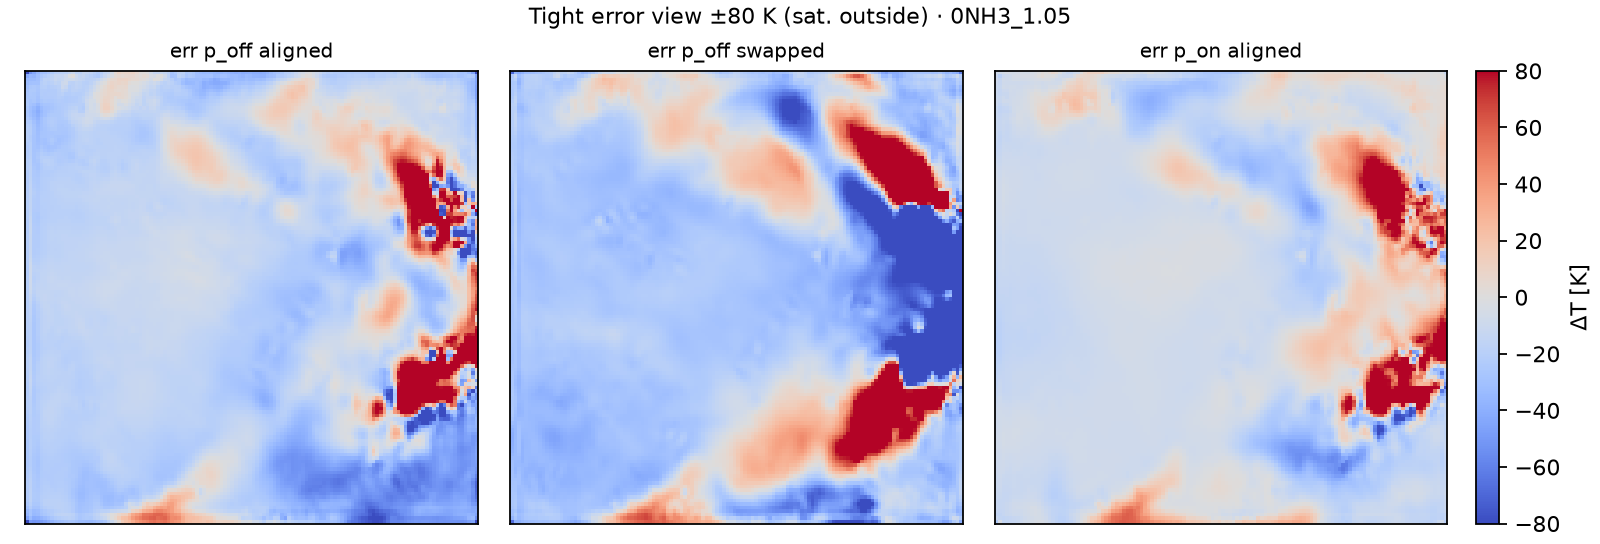 Tight error view ±80 K (sat. outside) · 0NH3_1.05
err p_off aligned
err p_off swapped
err p_on aligned
80
60
40
20
0
−20
−40
−60
−80
ΔT [K]